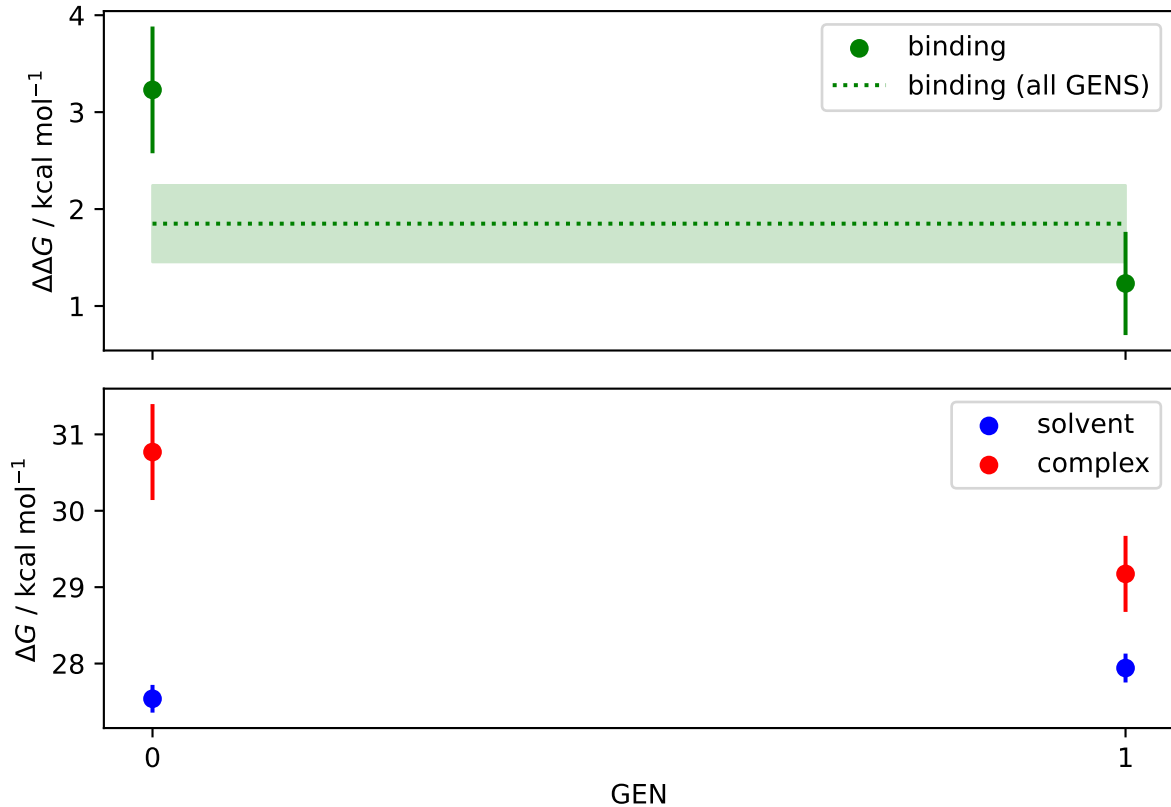 4
3
2
1
ΔΔG / kcal mol⁻¹
binding
binding (all GENS)
31
30
29
28
ΔG / kcal mol⁻¹
solvent
complex
0
1
GEN